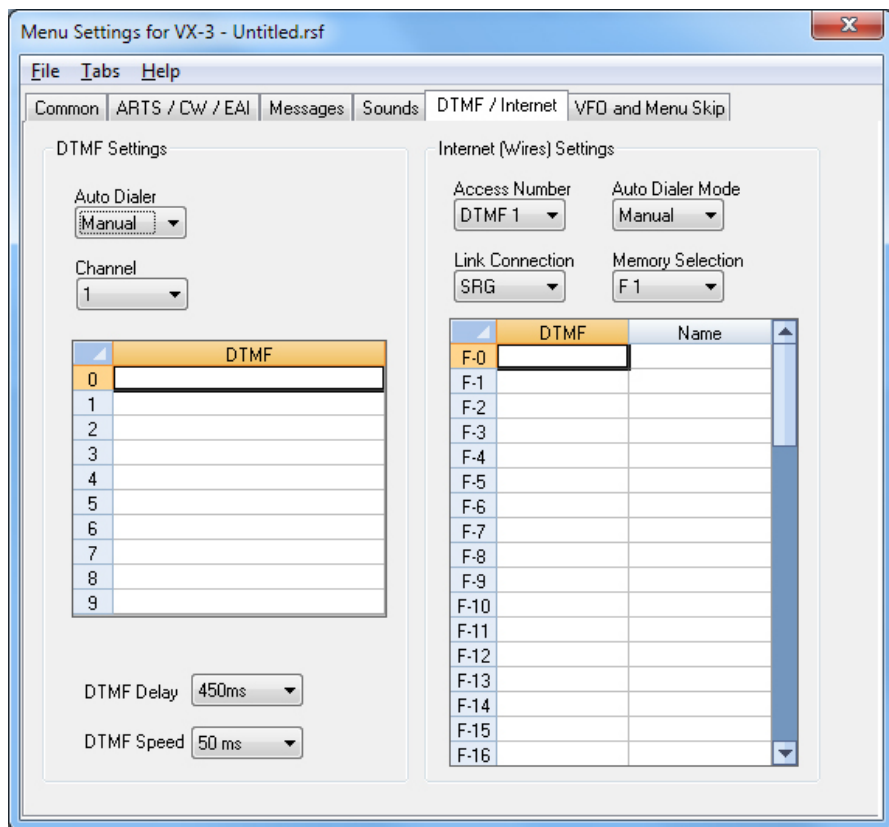 Menu Settings for VX-3 - Untitled.rsf
File Tabs Help
Common ARTS / CW / EAI Messages Sounds DTMF / Internet VFO and Menu Skip
DTMF Settings
Auto Dialer
Manual
Channel
1
DTMF
0
1
2
3
4
5
6
7
8
9
DTMF Delay 450ms
DTMF Speed 50 ms
Internet (Wires) Settings
Access Number Auto Dialer Mode
DTMF 1 Manual
Link Connection Memory Selection
SRG F 1
DTMF Name
F-0
F-1
F-2
F-3
F-4
F-5
F-6
F-7
F-8
F-9
F-10
F-11
F-12
F-13
F-14
F-15
F-16